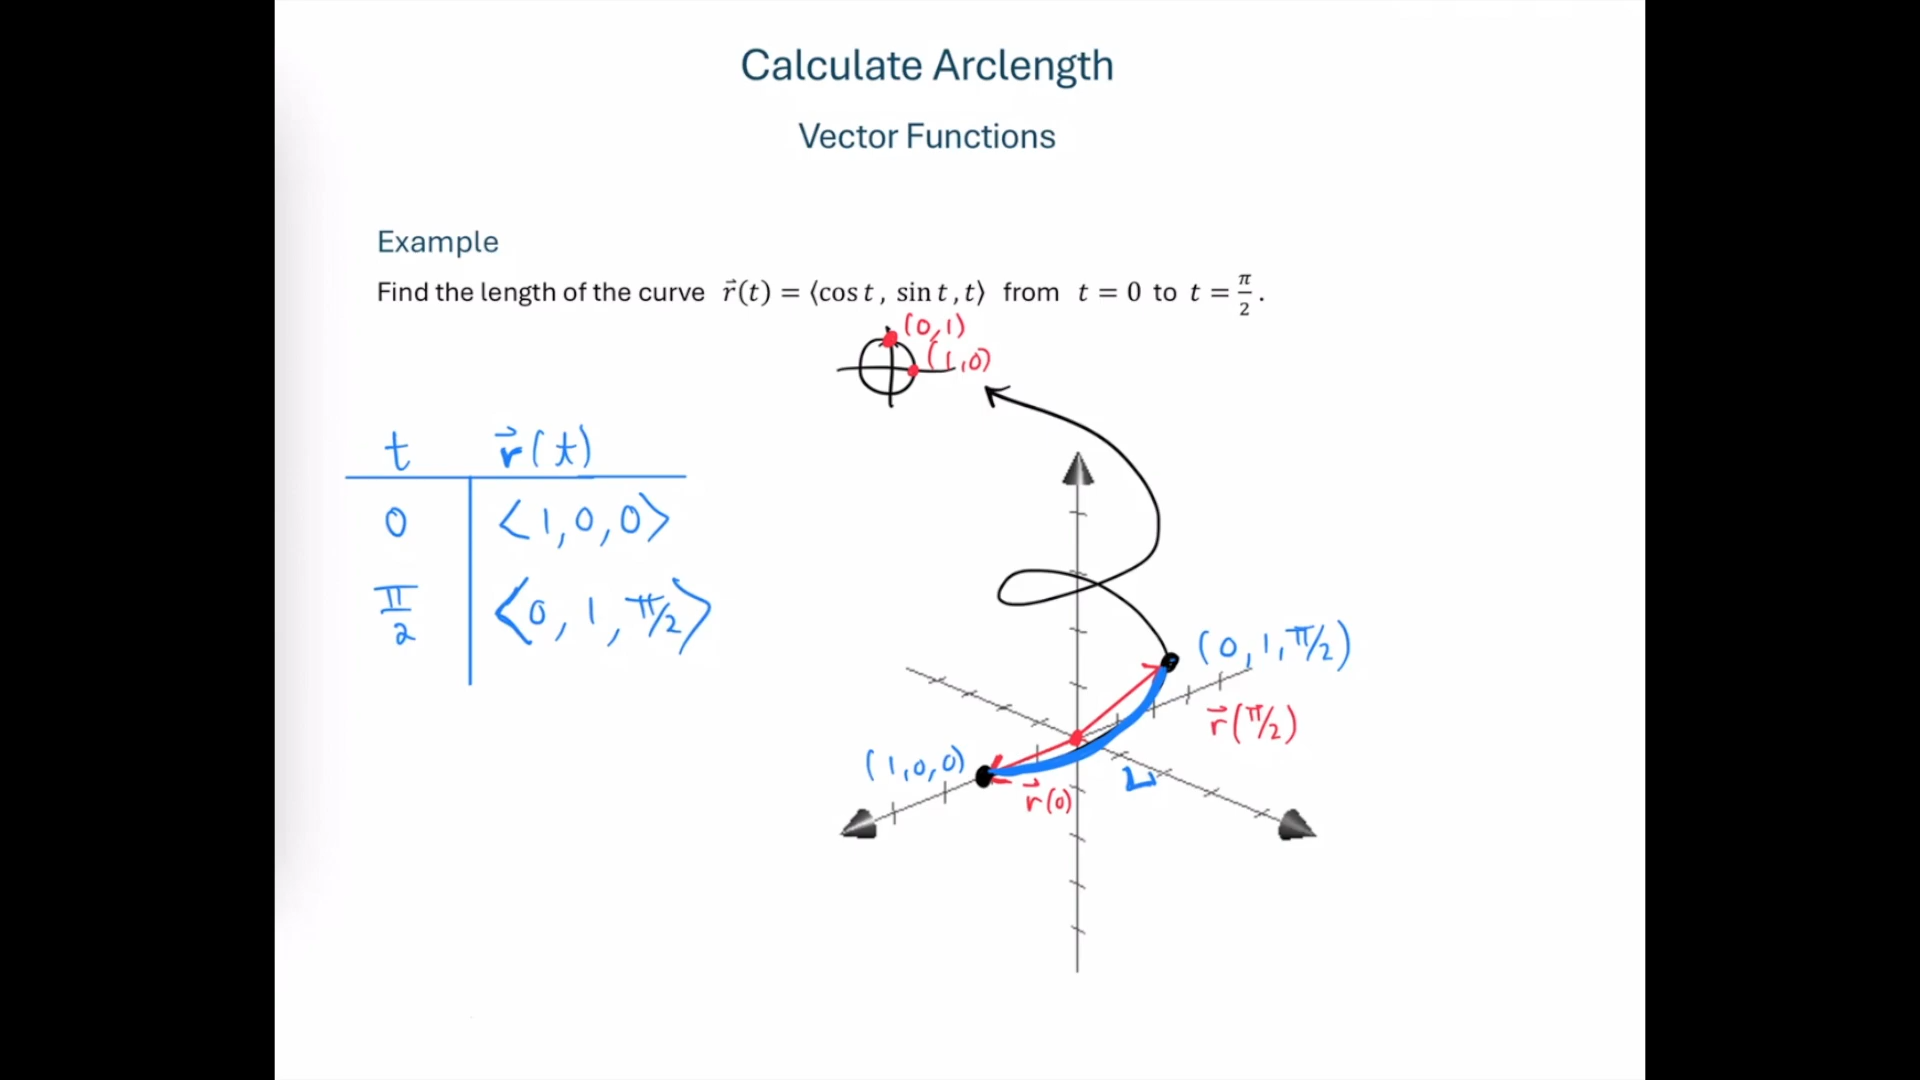 Calculate Arclength
Vector Functions
Example
Find the length of the curve r⃗(t) = ⟨cos t, sin t, t⟩ from t = 0 to t = π/2.
(0,1)
(1,0)
t r⃗(t)
0 <1,0,0>
π/2 <0,1,π/2>
(0,1,π/2)
r⃗(π/2)
(1,0,0)
L
r⃗(0)